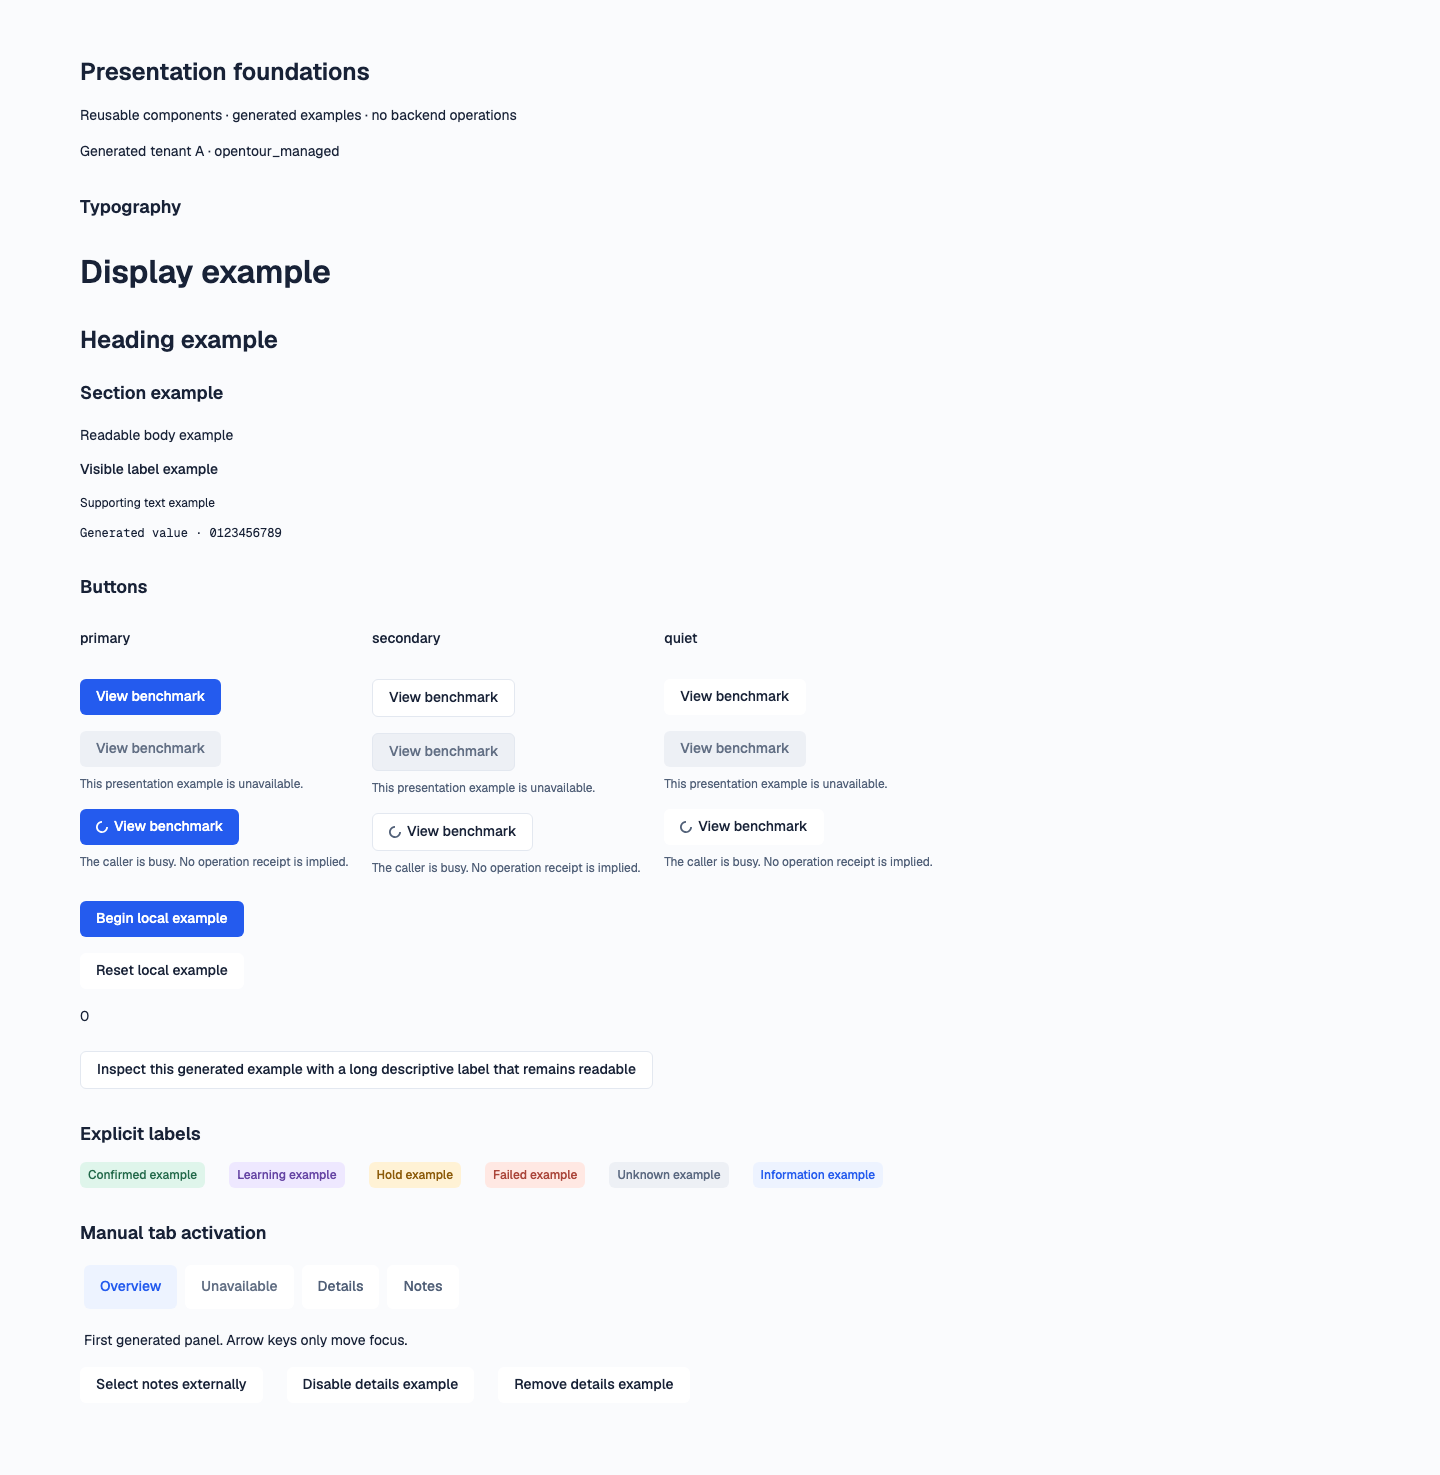 Presentation foundations
Reusable components · generated examples · no backend operations
Generated tenant A · opentour_managed
Typography
Display example
Heading example
Section example
Readable body example
Visible label example
Supporting text example
Generated value · 0123456789
Buttons
primary
secondary
quiet
View benchmark
View benchmark
View benchmark
View benchmark
View benchmark
View benchmark
This presentation example is unavailable.
This presentation example is unavailable.
This presentation example is unavailable.
View benchmark
View benchmark
View benchmark
The caller is busy. No operation receipt is implied.
The caller is busy. No operation receipt is implied.
The caller is busy. No operation receipt is implied.
Begin local example
Reset local example
0
Inspect this generated example with a long descriptive label that remains readable
Explicit labels
Confirmed example
Learning example
Hold example
Failed example
Unknown example
Information example
Manual tab activation
Overview
Unavailable
Details
Notes
First generated panel. Arrow keys only move focus.
Select notes externally
Disable details example
Remove details example